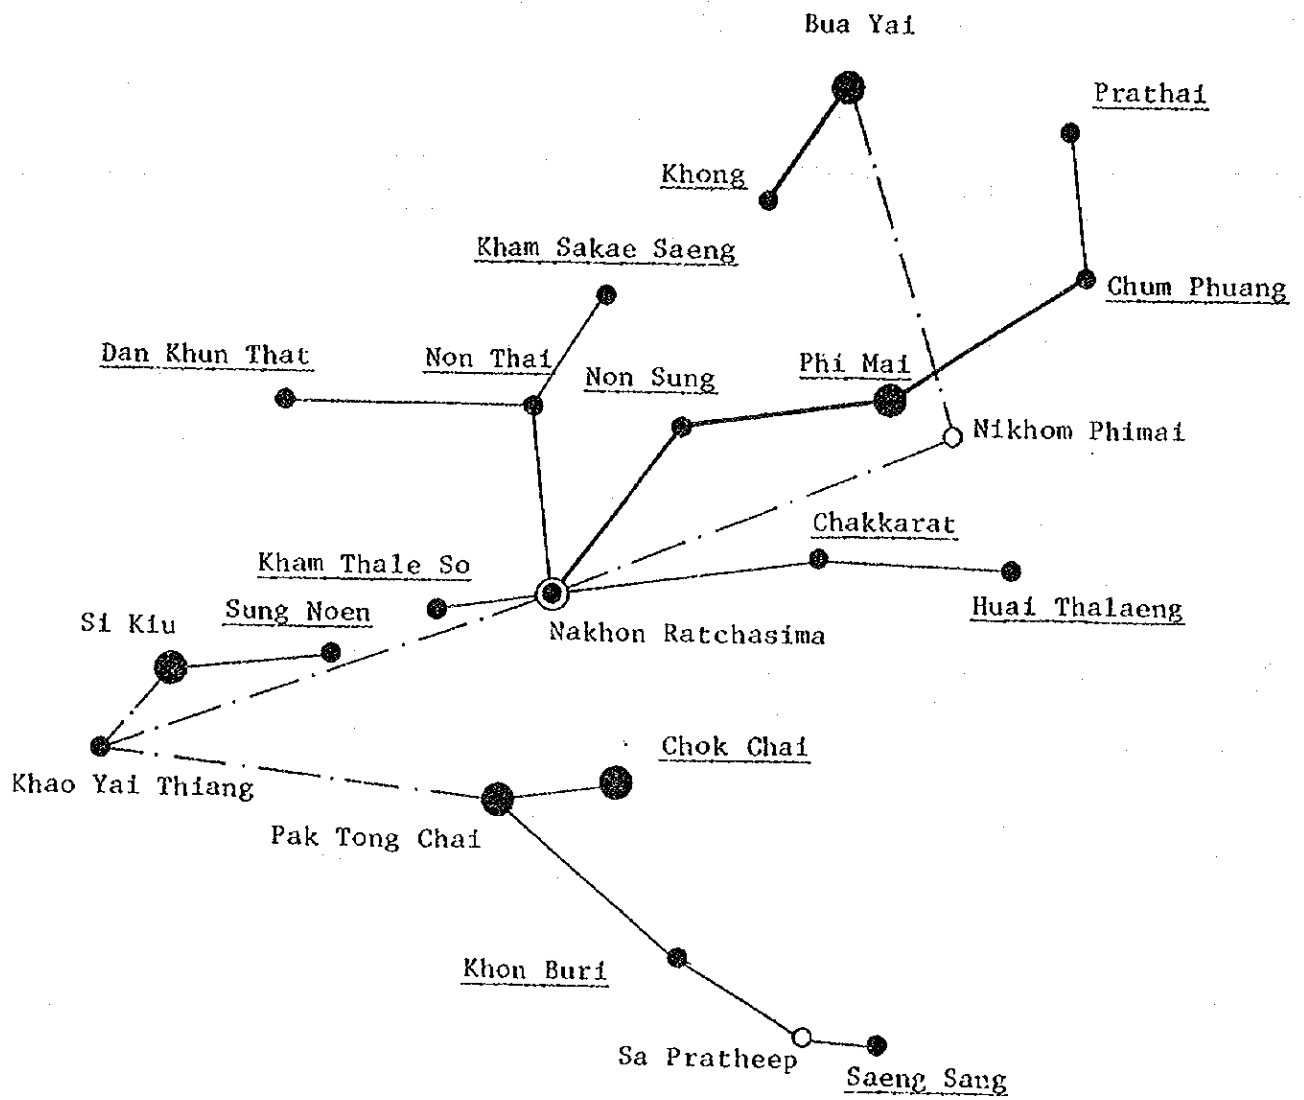 Bua Yai
Prathai
Khong
Kham Sakae Saeng
Chum Phuang
Dan Khun That
Non Thai
Non Sung
Phi Mai
Nikhom Phimai
Chakkarat
Kham Thale So
Huai Thalaeng
Sung Noen
Si Kiu
Nakhon Ratchasima
Chok Chai
Khao Yai Thiang
Pak Tong Chai
Khon Buri
Sa Pratheep
Saeng Sang